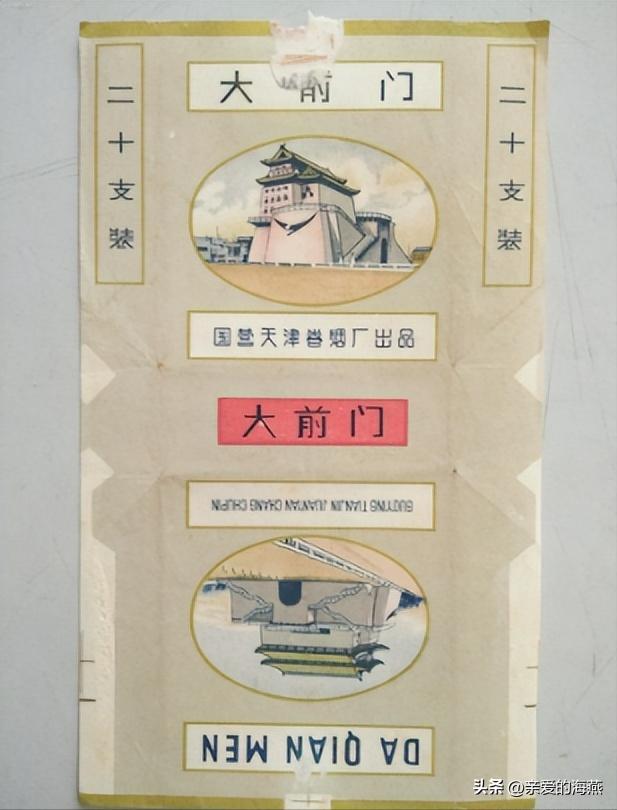 大前门
二十支装
二十支装
国营天津卷烟厂出品
大前门
GUOYING TIANJIN JUANYAN CHANG CHUPIN
DA QIAN MEN
头条 @亲爱的海燕